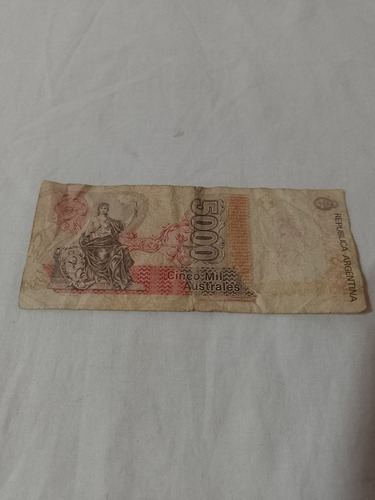 5000
Cinco Mil
Australes
REPUBLICA ARGENTINA